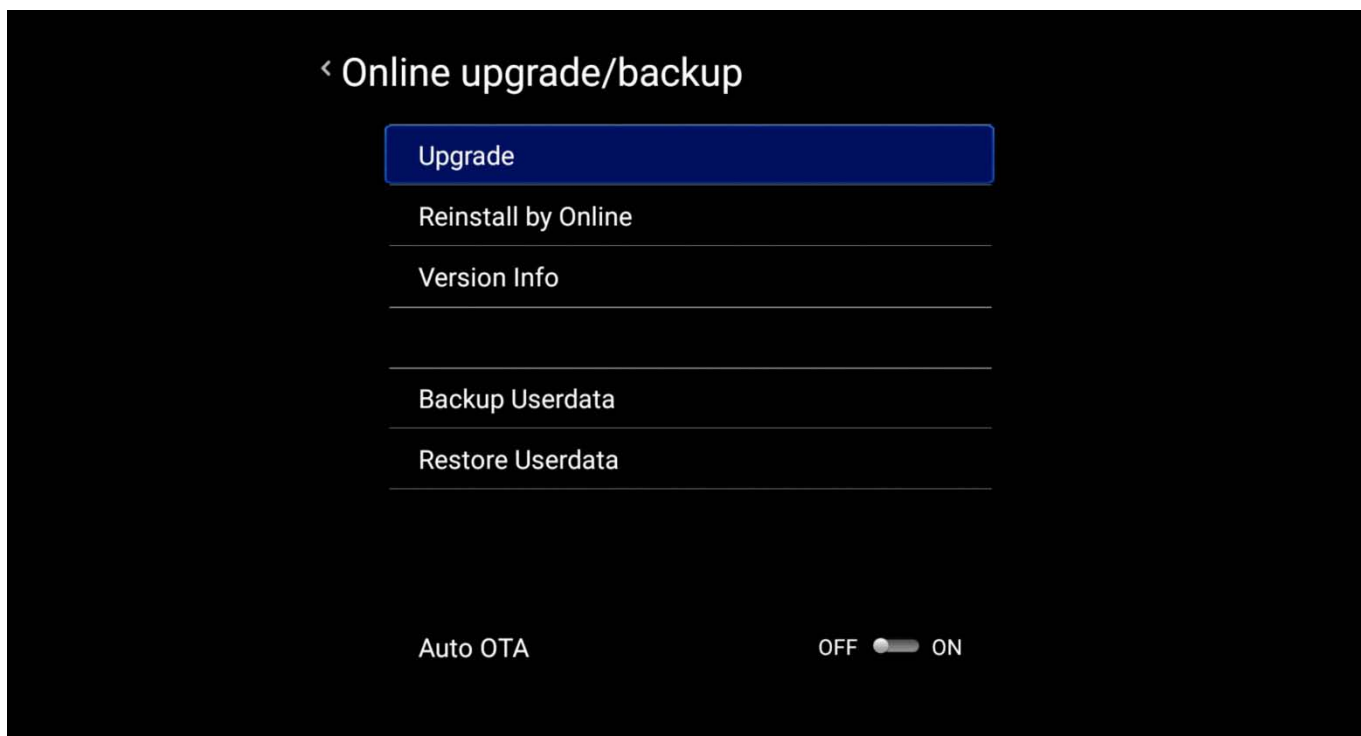 Online upgrade/backup
Upgrade
Reinstall by Online
Version Info
Backup Userdata
Restore Userdata
Auto OTA OFF ON